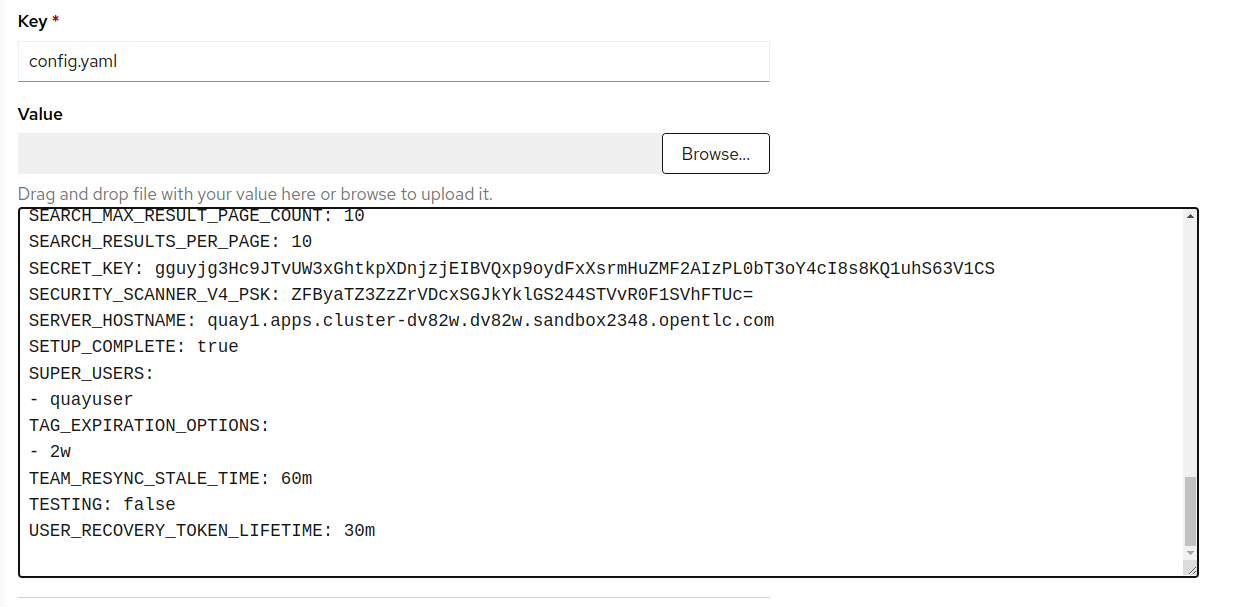 Key *
config.yaml
Value
Browse...
Drag and drop file with your value here or browse to upload it.
SEARCH_MAX_RESULT_PAGE_COUNT: 10
SEARCH_RESULTS_PER_PAGE: 10
SECRET_KEY: gguyjg3Hc9JTvUW3xGhtkpXDnjzjEIBVQxp9oydFxXsrmHuZMF2AIzPL0bT3oY4cI8s8KQ1uhS63V1CS
SECURITY_SCANNER_V4_PSK: ZFByaTZ3ZzZrVDcxSGJkYklGS244STVvR0F1SVhFTUc=
SERVER_HOSTNAME: quay1.apps.cluster-dv82w.dv82w.sandbox2348.opentlc.com
SETUP_COMPLETE: true
SUPER_USERS:
- quayuser
TAG_EXPIRATION_OPTIONS:
- 2w
TEAM_RESYNC_STALE_TIME: 60m
TESTING: false
USER_RECOVERY_TOKEN_LIFETIME: 30m